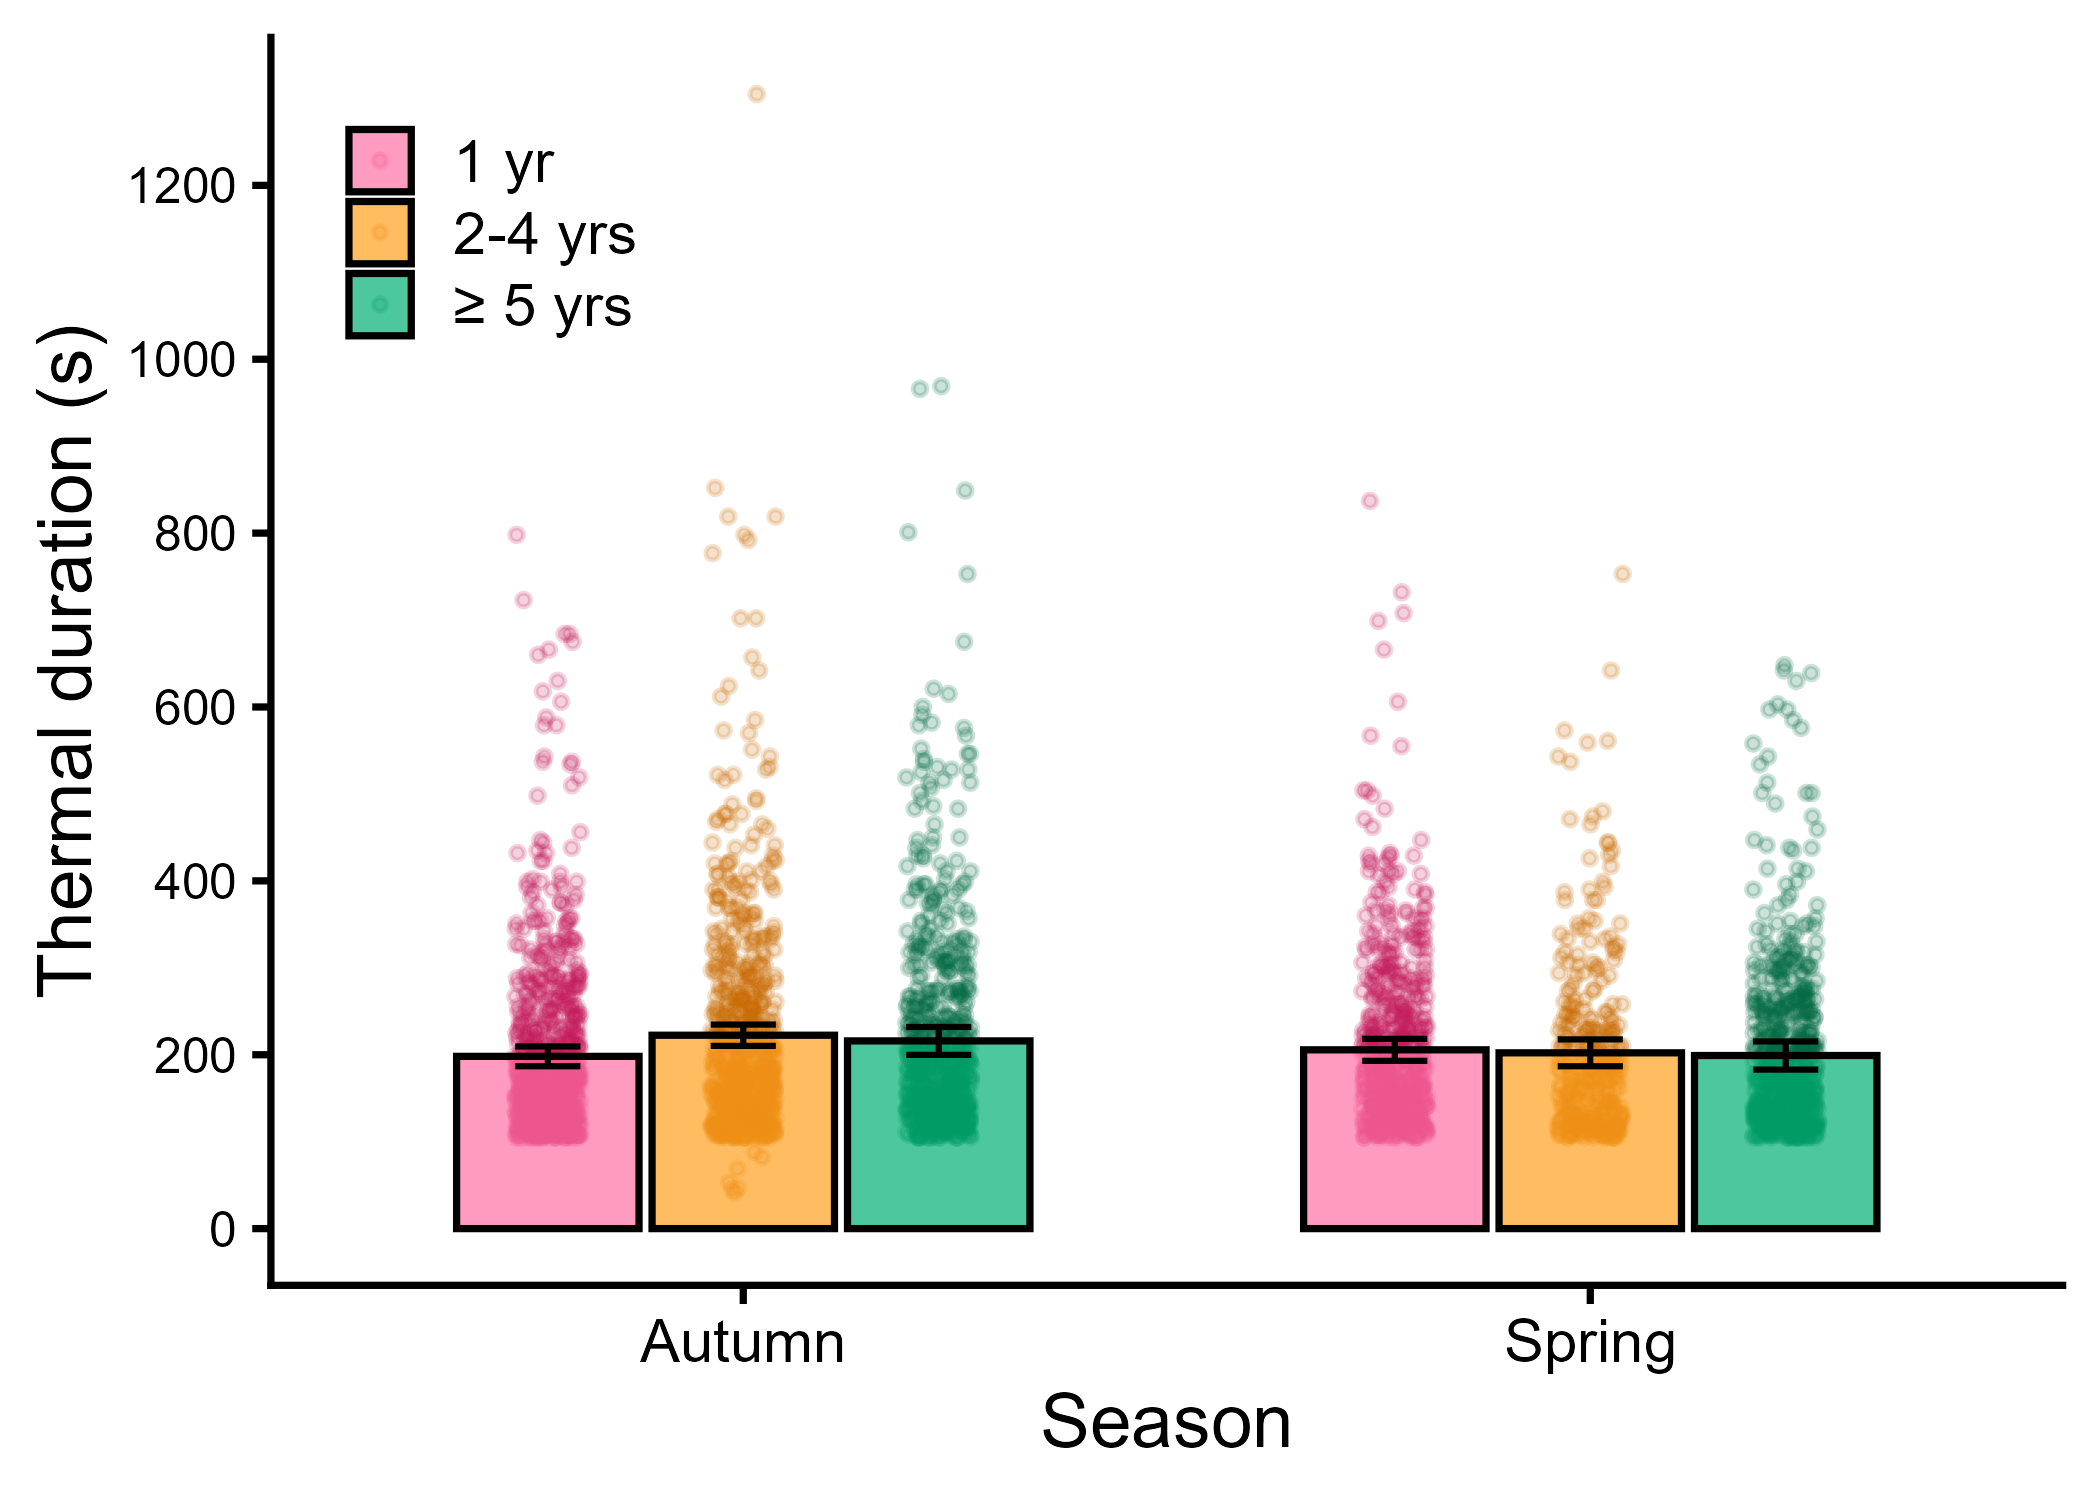 1 yr
2-4 yrs
≥ 5 yrs
Thermal duration (s)
1200
1000
800
600
400
200
0
Autumn
Spring
Season